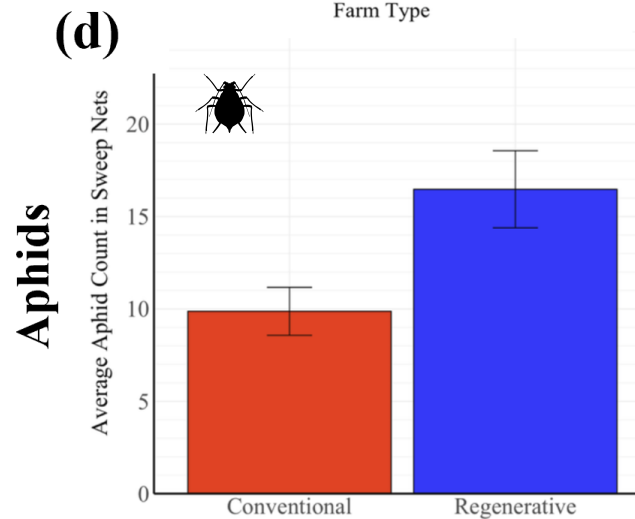 Farm Type
(d)
Aphids
Average Aphid Count in Sweep Nets
20
15
10
5
0
Conventional
Regenerative